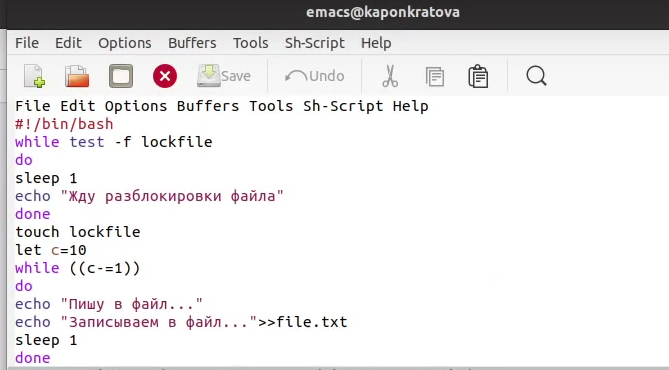 emacs@kaponkratova
File Edit Options Buffers Tools Sh-Script Help
Save Undo
File Edit Options Buffers Tools Sh-Script Help
#!/bin/bash
while test -f lockfile
do
sleep 1
echo "Жду разблокировки файла"
done
touch lockfile
let c=10
while ((c-=1))
do
echo "Пишу в файл..."
echo "Записываем в файл...">>file.txt
sleep 1
done